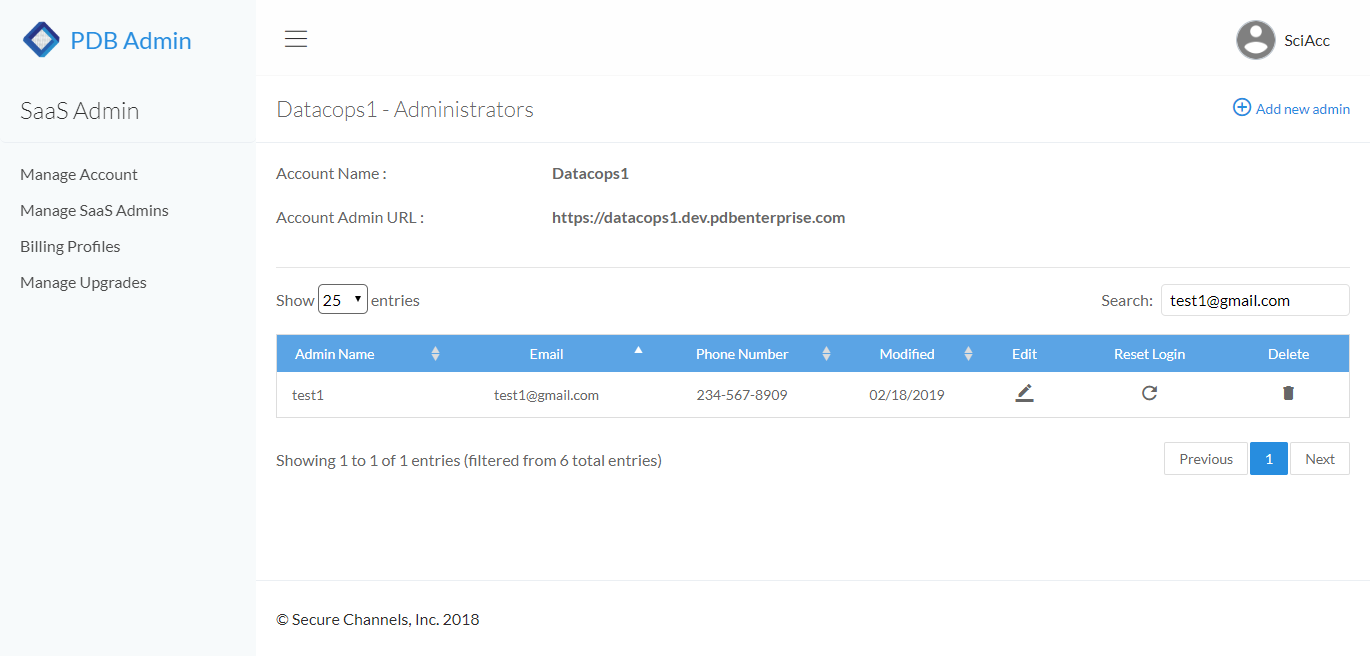 PDB Admin
SciAcc
SaaS Admin
Datacops1 - Administrators
Add new admin
Manage Account
Manage SaaS Admins
Billing Profiles
Manage Upgrades
Account Name : Datacops1
Account Admin URL : https://datacops1.dev.pdbenterprise.com
Show 25 entries Search: test1@gmail.com
Admin Name Email Phone Number Modified Edit Reset Login Delete
test1 test1@gmail.com 234-567-8909 02/18/2019
Showing 1 to 1 of 1 entries (filtered from 6 total entries) Previous 1 Next
© Secure Channels, Inc. 2018